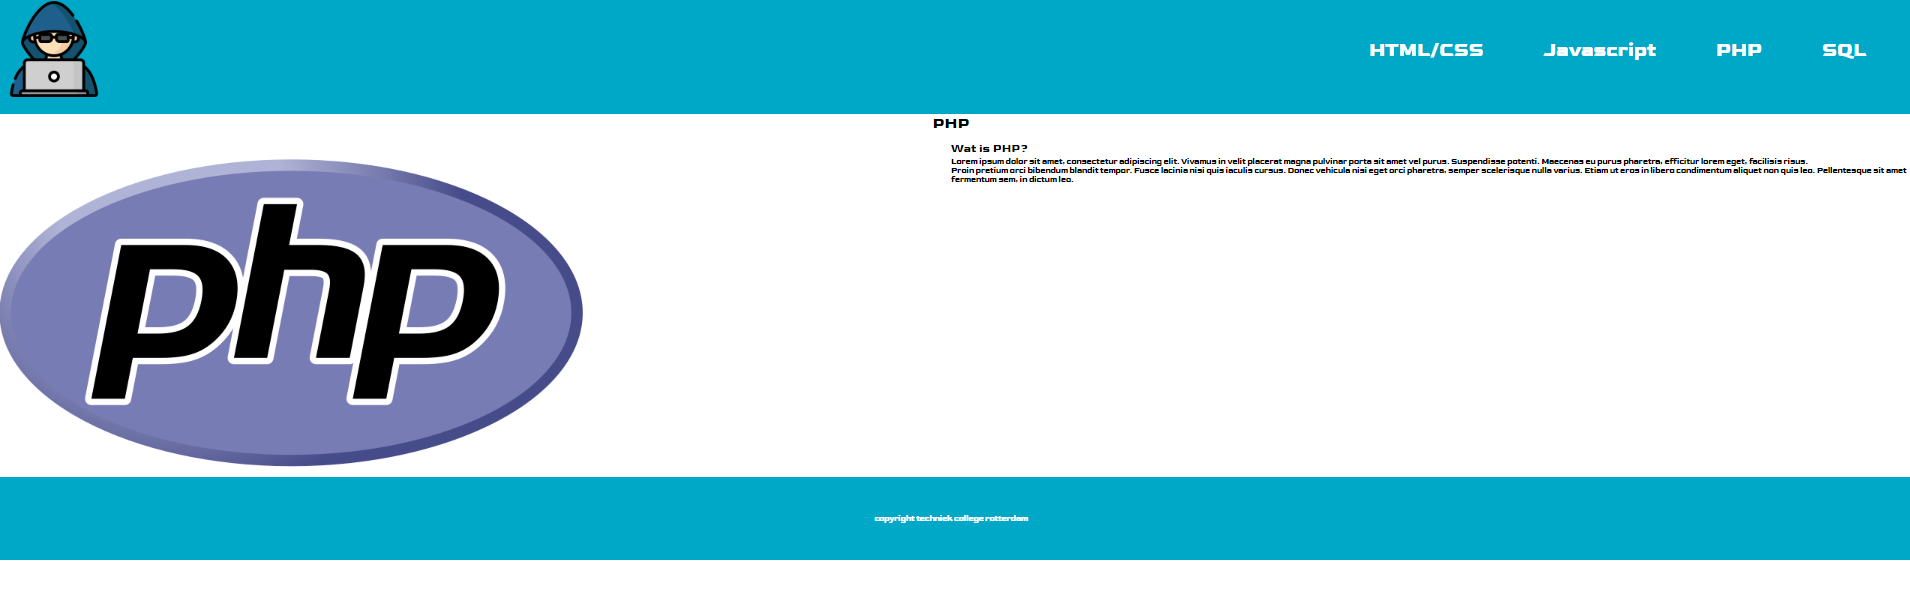 HTML/CSS Javascript PHP SQL
PHP
Wat is PHP?
Lorem ipsum dolor sit amet, consectetur adipiscing elit. Vivamus in velit placerat magna pulvinar porta sit amet vel purus. Suspendisse potenti. Maecenas eu purus pharetra, efficitur lorem eget, facilisis risus.
Proin pretium orci bibendum blandit tempor. Fusce lacinia nisi quis iaculis cursus. Donec vehicula nisi eget orci pharetra, semper scelerisque nulla varius. Etiam ut eros in libero condimentum aliquet non quis leo. Pellentesque sit amet
fermentum sem, in dictum leo.
php
copyright techniek college rotterdam